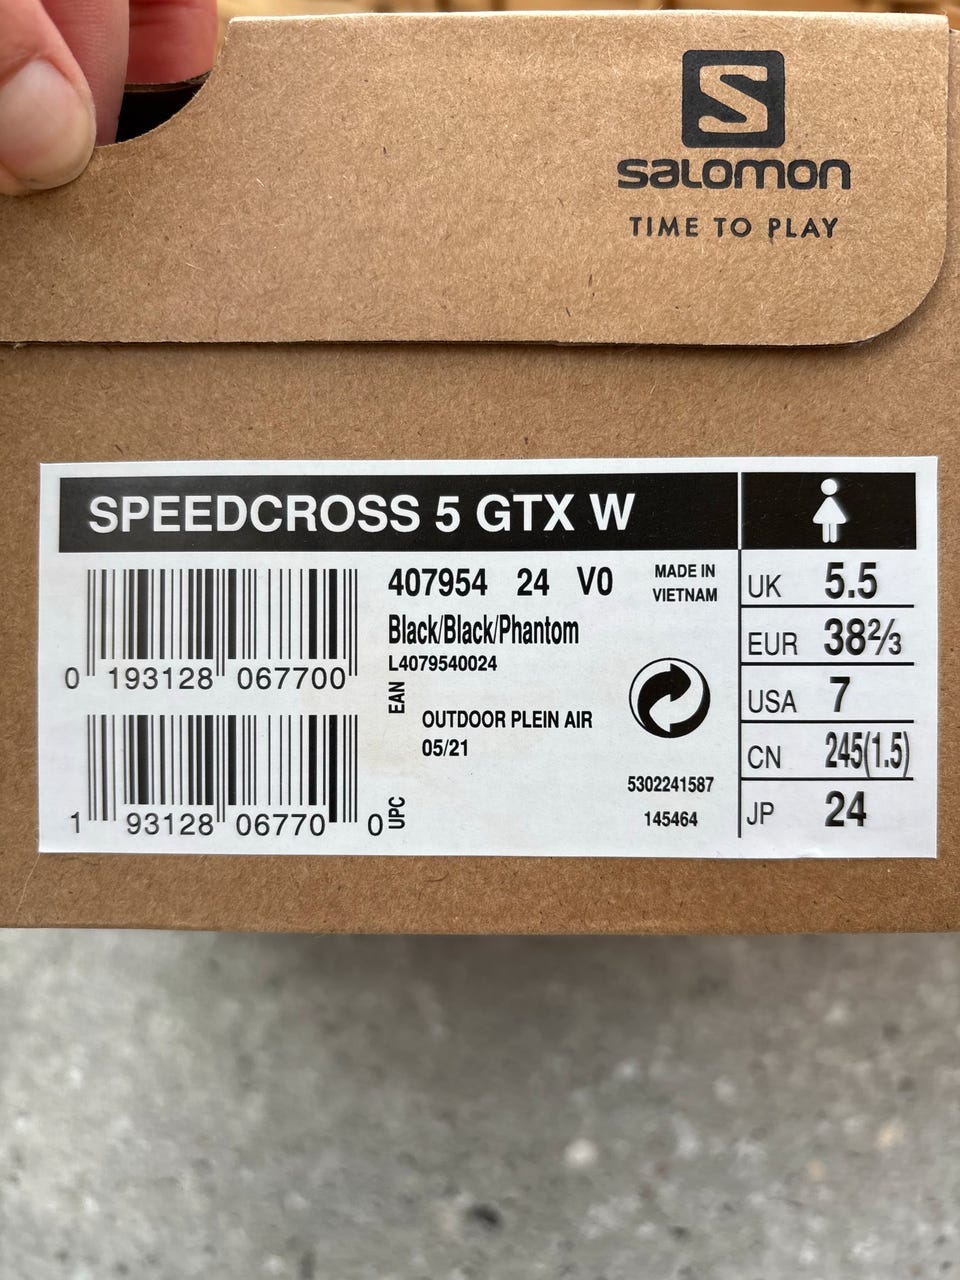 S
SALOMON
TIME TO PLAY
SPEEDCROSS 5 GTX W
407954 24 V0
MADE IN
VIETNAM
Black/Black/Phantom
L4079540024
0 193128 067700
EAN
OUTDOOR PLEIN AIR
05/21
5302241587
145464
1 93128 06770 0
UPC
UK 5.5
EUR 38⅔
USA 7
CN 245(1.5)
JP 24